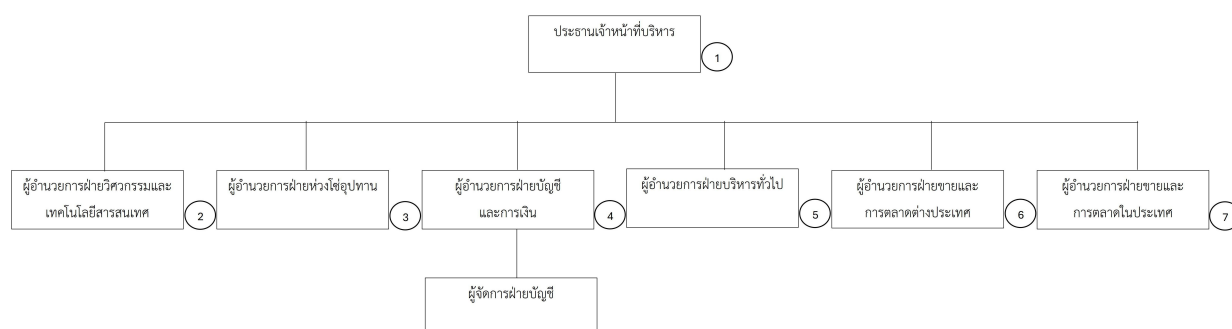 ประธานเจ้าหน้าที่บริหาร
1
ผู้อำนวยการฝ่ายวิศวกรรมและ
เทคโนโลยีสารสนเทศ
2
ผู้อำนวยการฝ่ายห่วงโซ่อุปทาน
3
ผู้อำนวยการฝ่ายบัญชี
และการเงิน
4
ผู้อำนวยการฝ่ายบริหารทั่วไป
5
ผู้อำนวยการฝ่ายขายและ
การตลาดต่างประเทศ
6
ผู้อำนวยการฝ่ายขายและ
การตลาดในประเทศ
7
ผู้จัดการฝ่ายบัญชี